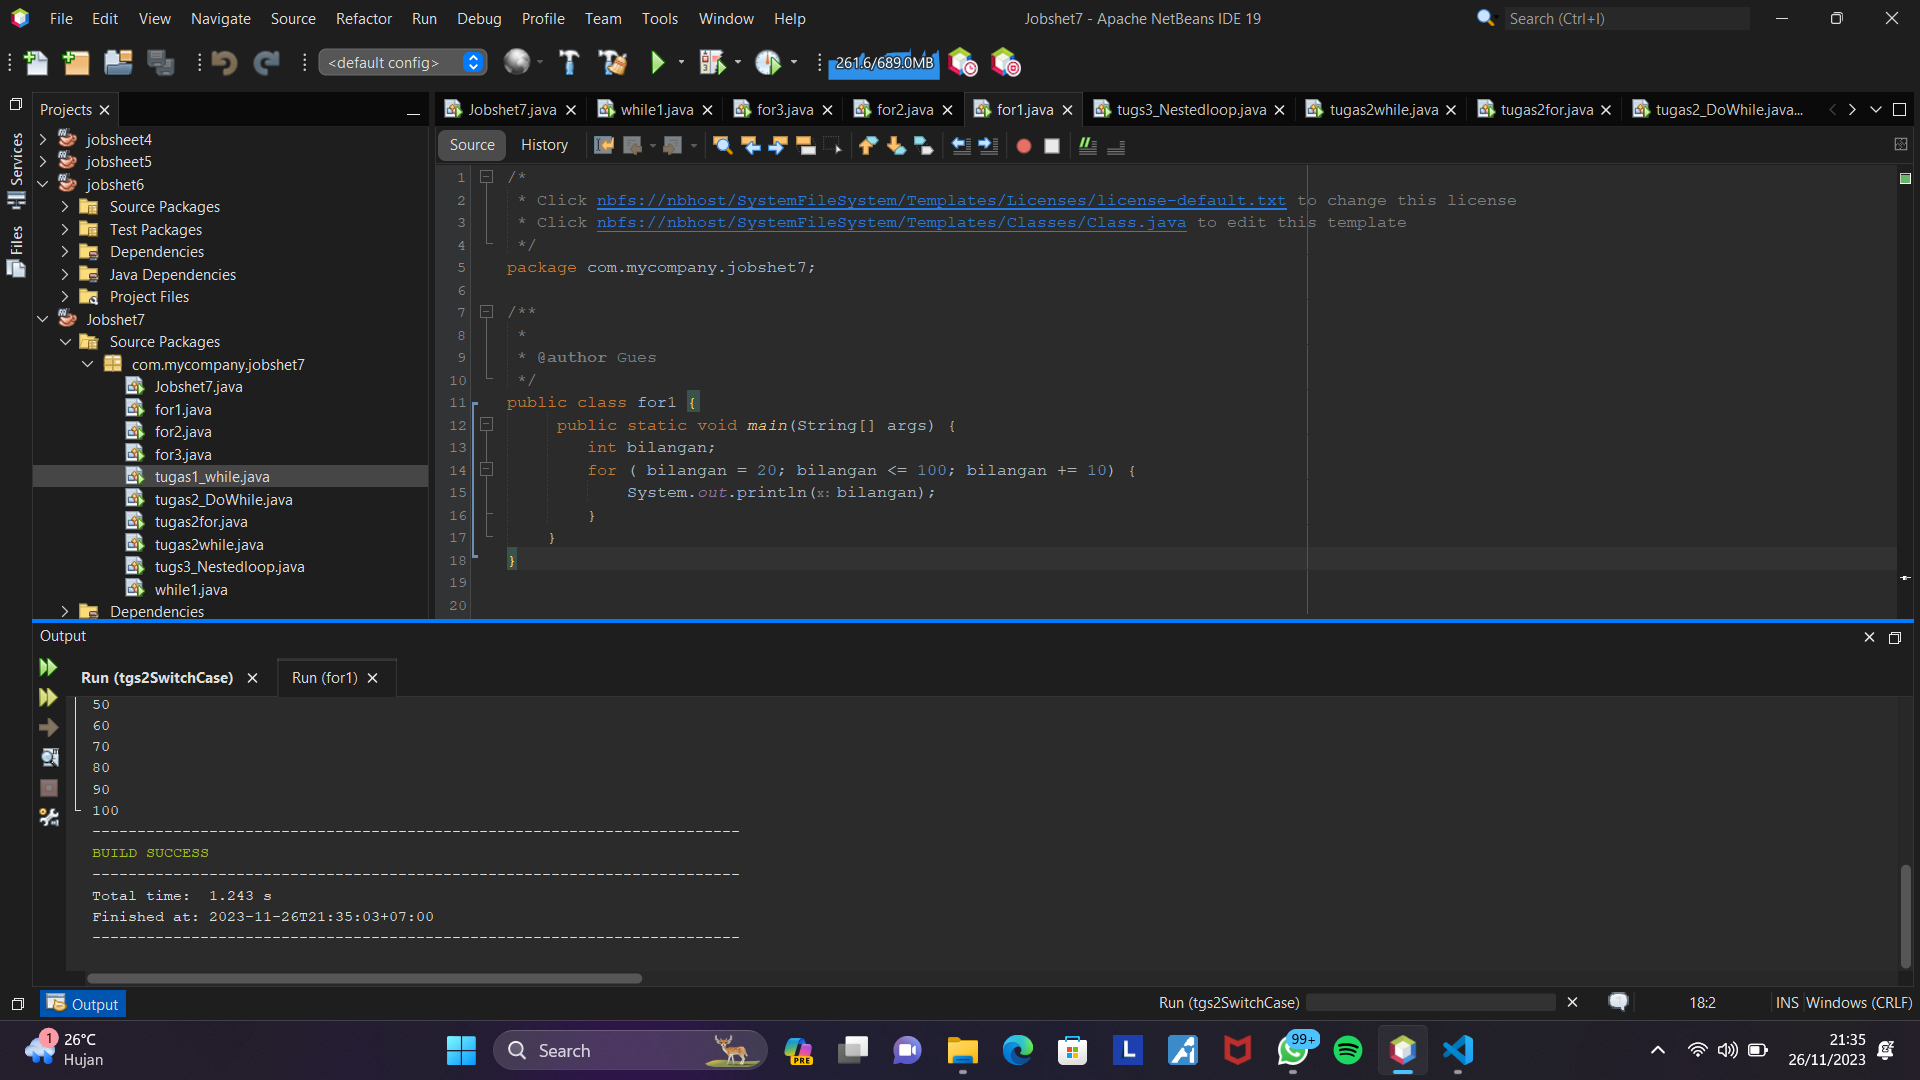 File Edit View Navigate Source Refactor Run Debug Profile Team Tools Window Help
Jobshet7 - Apache NetBeans IDE 19
Search (Ctrl+I)
<default config>
261.6/689.0MB
Projects
Services
Files
jobsheet4
jobsheet5
jobshet6
Source Packages
Test Packages
Dependencies
Java Dependencies
Project Files
Jobshet7
Source Packages
com.mycompany.jobshet7
Jobshet7.java
for1.java
for2.java
for3.java
tugas1_while.java
tugas2_DoWhile.java
tugas2for.java
tugas2while.java
tugs3_Nestedloop.java
while1.java
Dependencies
Jobshet7.java while1.java for3.java for2.java for1.java tugs3_Nestedloop.java tugas2while.java tugas2for.java tugas2_DoWhile.java...
Source History
1 /*
2 * Click nbfs://nbhost/SystemFileSystem/Templates/Licenses/license-default.txt to change this license
3 * Click nbfs://nbhost/SystemFileSystem/Templates/Classes/Class.java to edit this template
4 */
5 package com.mycompany.jobshet7;
6
7 /**
8 *
9 * @author Gues
10 */
11 public class for1 {
12 public static void main(String[] args) {
13 int bilangan;
14 for ( bilangan = 20; bilangan <= 100; bilangan += 10) {
15 System.out.println(x: bilangan);
16 }
17 }
18 }
19
20
Output
Run (tgs2SwitchCase) Run (for1)
50
60
70
80
90
100
------------------------------------------------------------------------
BUILD SUCCESS
------------------------------------------------------------------------
Total time: 1.243 s
Finished at: 2023-11-26T21:35:03+07:00
------------------------------------------------------------------------
Output
Run (tgs2SwitchCase)
18:2
INS Windows (CRLF)
1
26°C
Hujan
Search
PRE
L
99+
21:35
26/11/2023